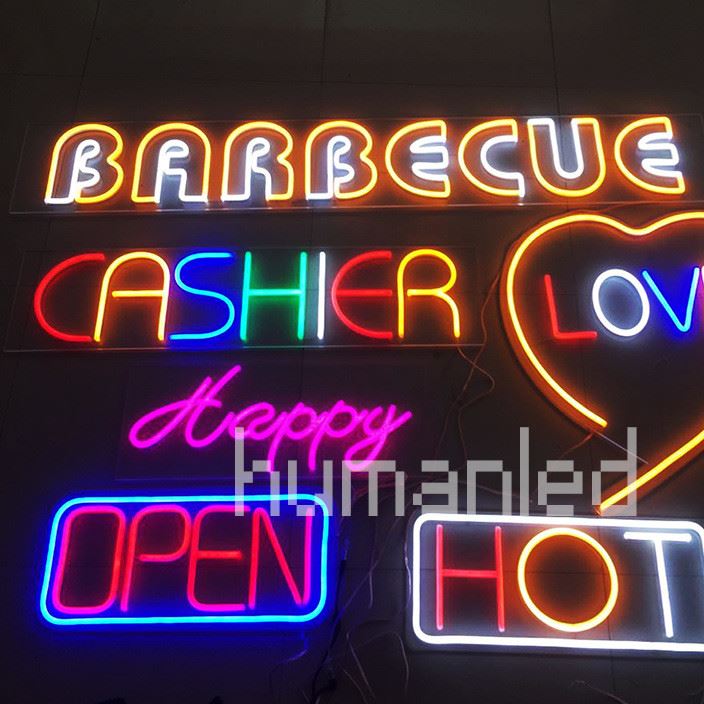 BARBECUE
CASHIER
LOV
Happy
humanled
OPEN
HOT